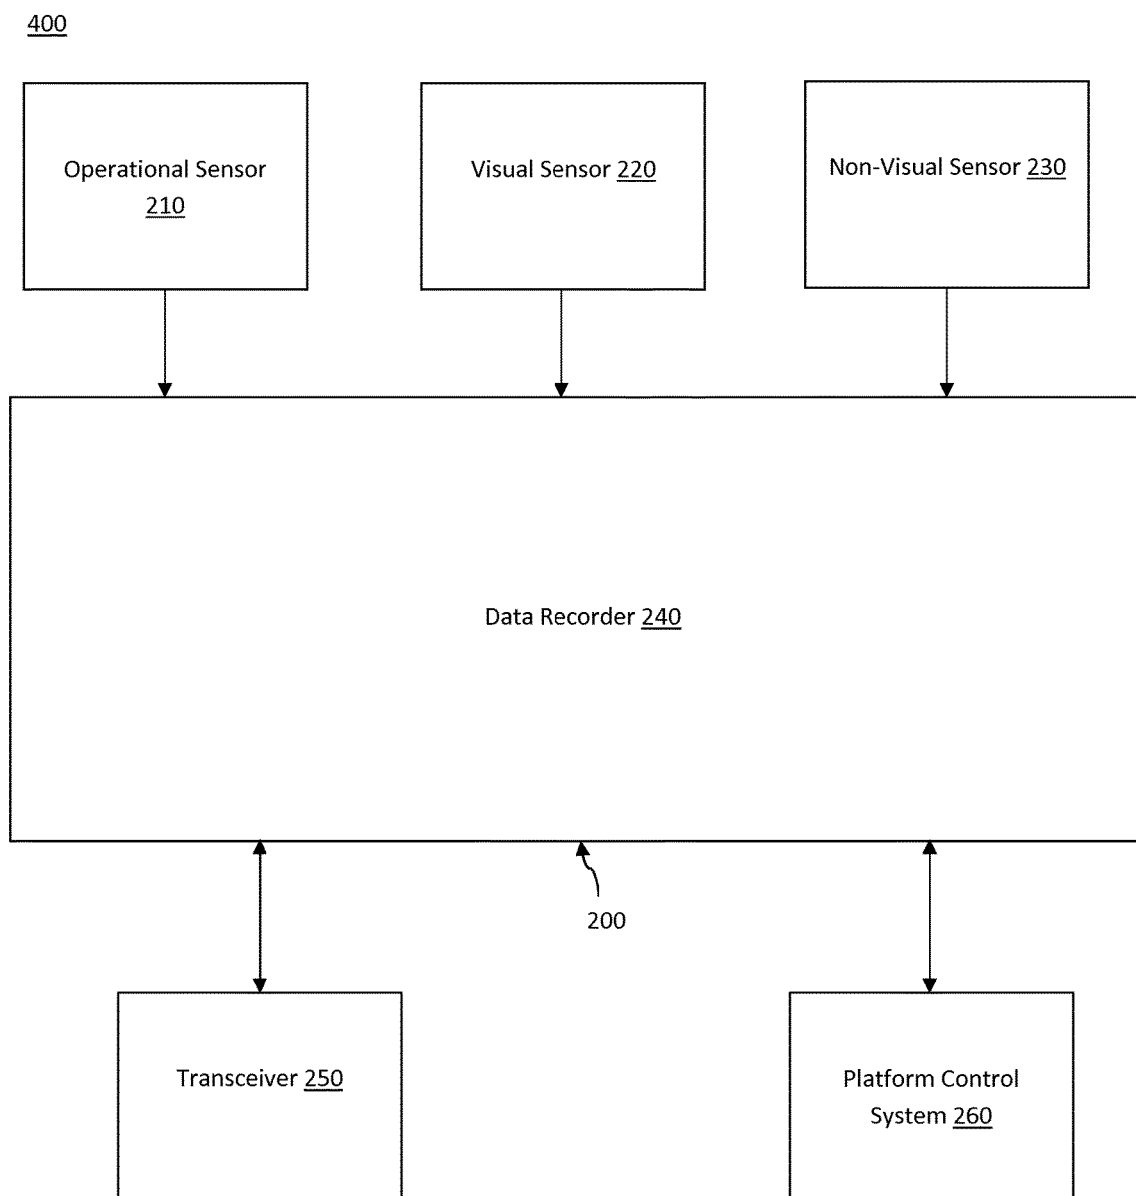 400
Operational Sensor
210
Visual Sensor 220
Non-Visual Sensor 230
Data Recorder 240
200
Transceiver 250
Platform Control
System 260